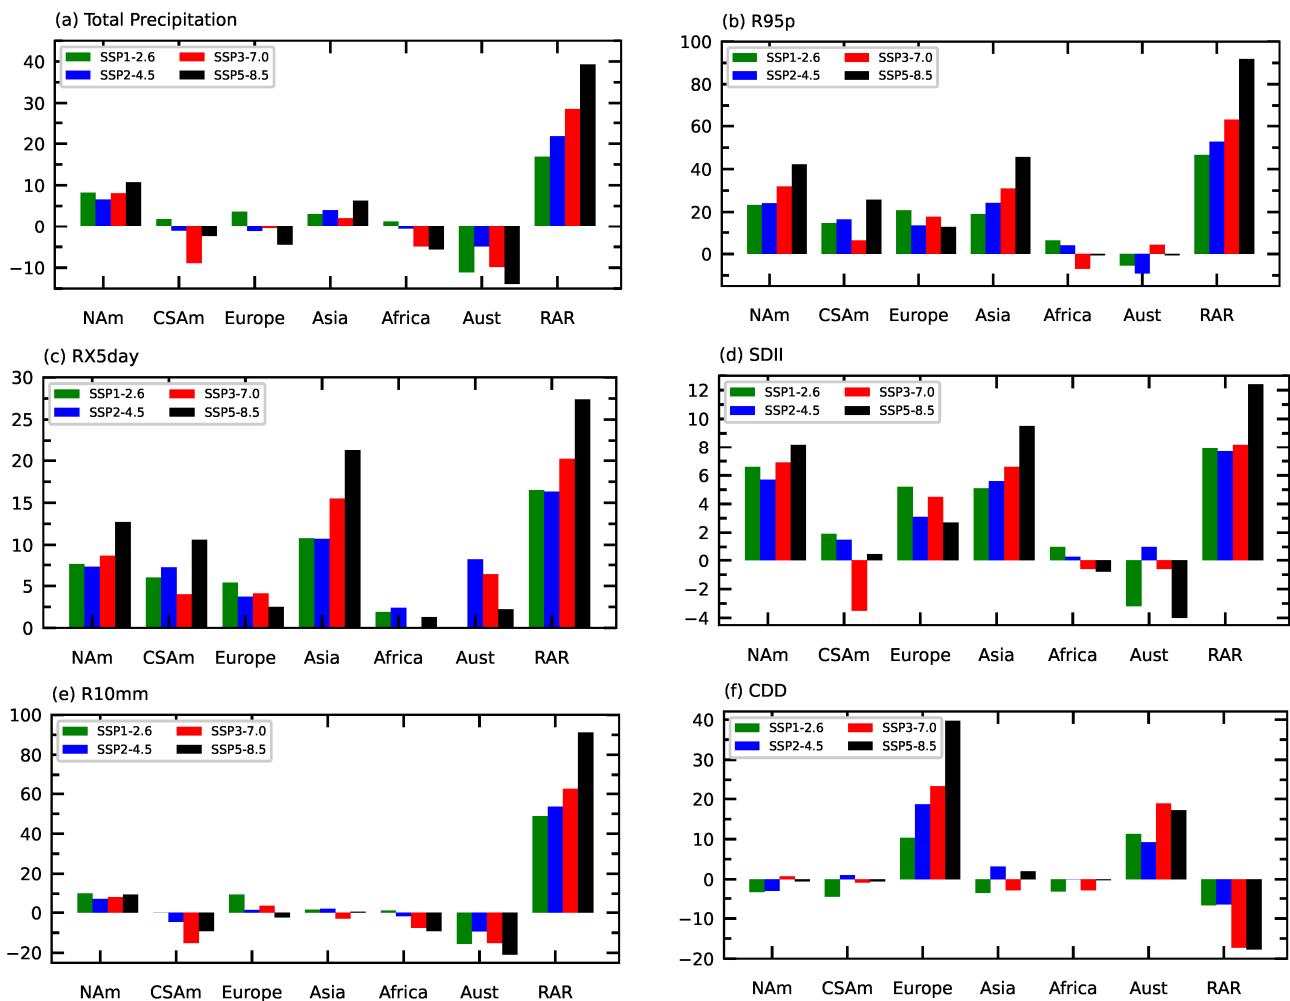 (a) Total Precipitation
SSP1-2.6 SSP3-7.0
SSP2-4.5 SSP5-8.5
40
30
20
10
0
−10
NAm CSAm Europe Asia Africa Aust RAR
(b) R95p
100
SSP1-2.6 SSP3-7.0
SSP2-4.5 SSP5-8.5
80
60
40
20
0
NAm CSAm Europe Asia Africa Aust RAR
(c) RX5day
30
SSP1-2.6 SSP3-7.0
SSP2-4.5 SSP5-8.5
25
20
15
10
5
0
NAm CSAm Europe Asia Africa Aust RAR
(d) SDII
SSP1-2.6 SSP3-7.0
SSP2-4.5 SSP5-8.5
12
10
8
6
4
2
0
−2
−4
NAm CSAm Europe Asia Africa Aust RAR
(e) R10mm
100
SSP1-2.6 SSP3-7.0
SSP2-4.5 SSP5-8.5
80
60
40
20
0
−20
NAm CSAm Europe Asia Africa Aust RAR
(f) CDD
SSP1-2.6 SSP3-7.0
SSP2-4.5 SSP5-8.5
40
30
20
10
0
−10
−20
NAm CSAm Europe Asia Africa Aust RAR